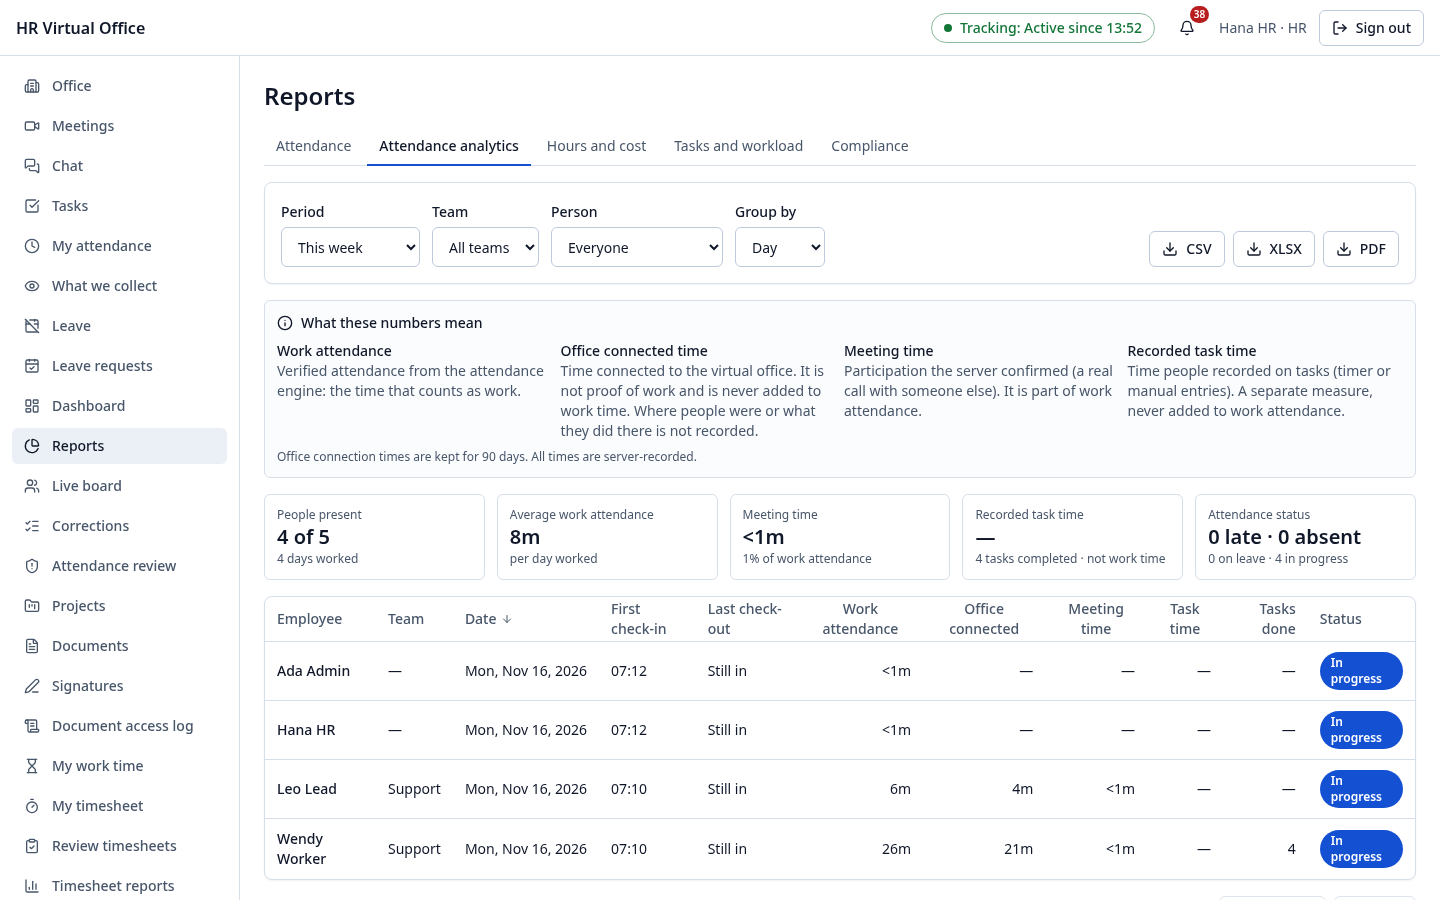 HR Virtual Office
Tracking: Active since 13:52
38
Hana HR · HR
Sign out
Office
Meetings
Chat
Tasks
My attendance
What we collect
Leave
Leave requests
Dashboard
Reports
Live board
Corrections
Attendance review
Projects
Documents
Signatures
Document access log
My work time
My timesheet
Review timesheets
Timesheet reports
Reports
Attendance
Attendance analytics
Hours and cost
Tasks and workload
Compliance
Period
Team
Person
Group by
This week
All teams
Everyone
Day
CSV
XLSX
PDF
What these numbers mean
Work attendance
Verified attendance from the attendance
engine: the time that counts as work.
Office connected time
Time connected to the virtual office. It is
not proof of work and is never added to
work time. Where people were or what
they did there is not recorded.
Meeting time
Participation the server confirmed (a real
call with someone else). It is part of work
attendance.
Recorded task time
Time people recorded on tasks (timer or
manual entries). A separate measure,
never added to work attendance.
Office connection times are kept for 90 days. All times are server-recorded.
People present
4 of 5
4 days worked
Average work attendance
8m
per day worked
Meeting time
<1m
1% of work attendance
Recorded task time
—
4 tasks completed · not work time
Attendance status
0 late · 0 absent
0 on leave · 4 in progress
Employee
Team
Date ↓
First
check-in
Last check-
out
Work
attendance
Office
connected
Meeting
time
Task
time
Tasks
done
Status
Ada Admin
—
Mon, Nov 16, 2026
07:12
Still in
<1m
—
—
—
—
In
progress
Hana HR
—
Mon, Nov 16, 2026
07:12
Still in
<1m
—
—
—
—
In
progress
Leo Lead
Support
Mon, Nov 16, 2026
07:10
Still in
6m
4m
<1m
—
—
In
progress
Wendy
Worker
Support
Mon, Nov 16, 2026
07:10
Still in
26m
21m
<1m
—
4
In
progress